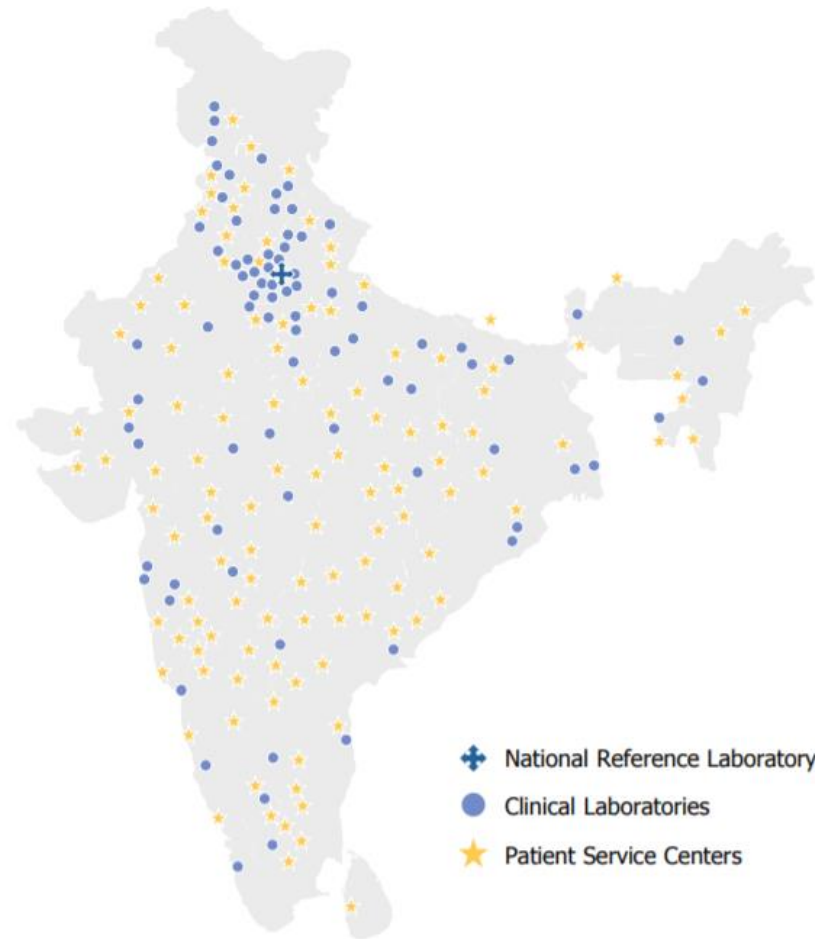 National Reference Laboratory
Clinical Laboratories
Patient Service Centers